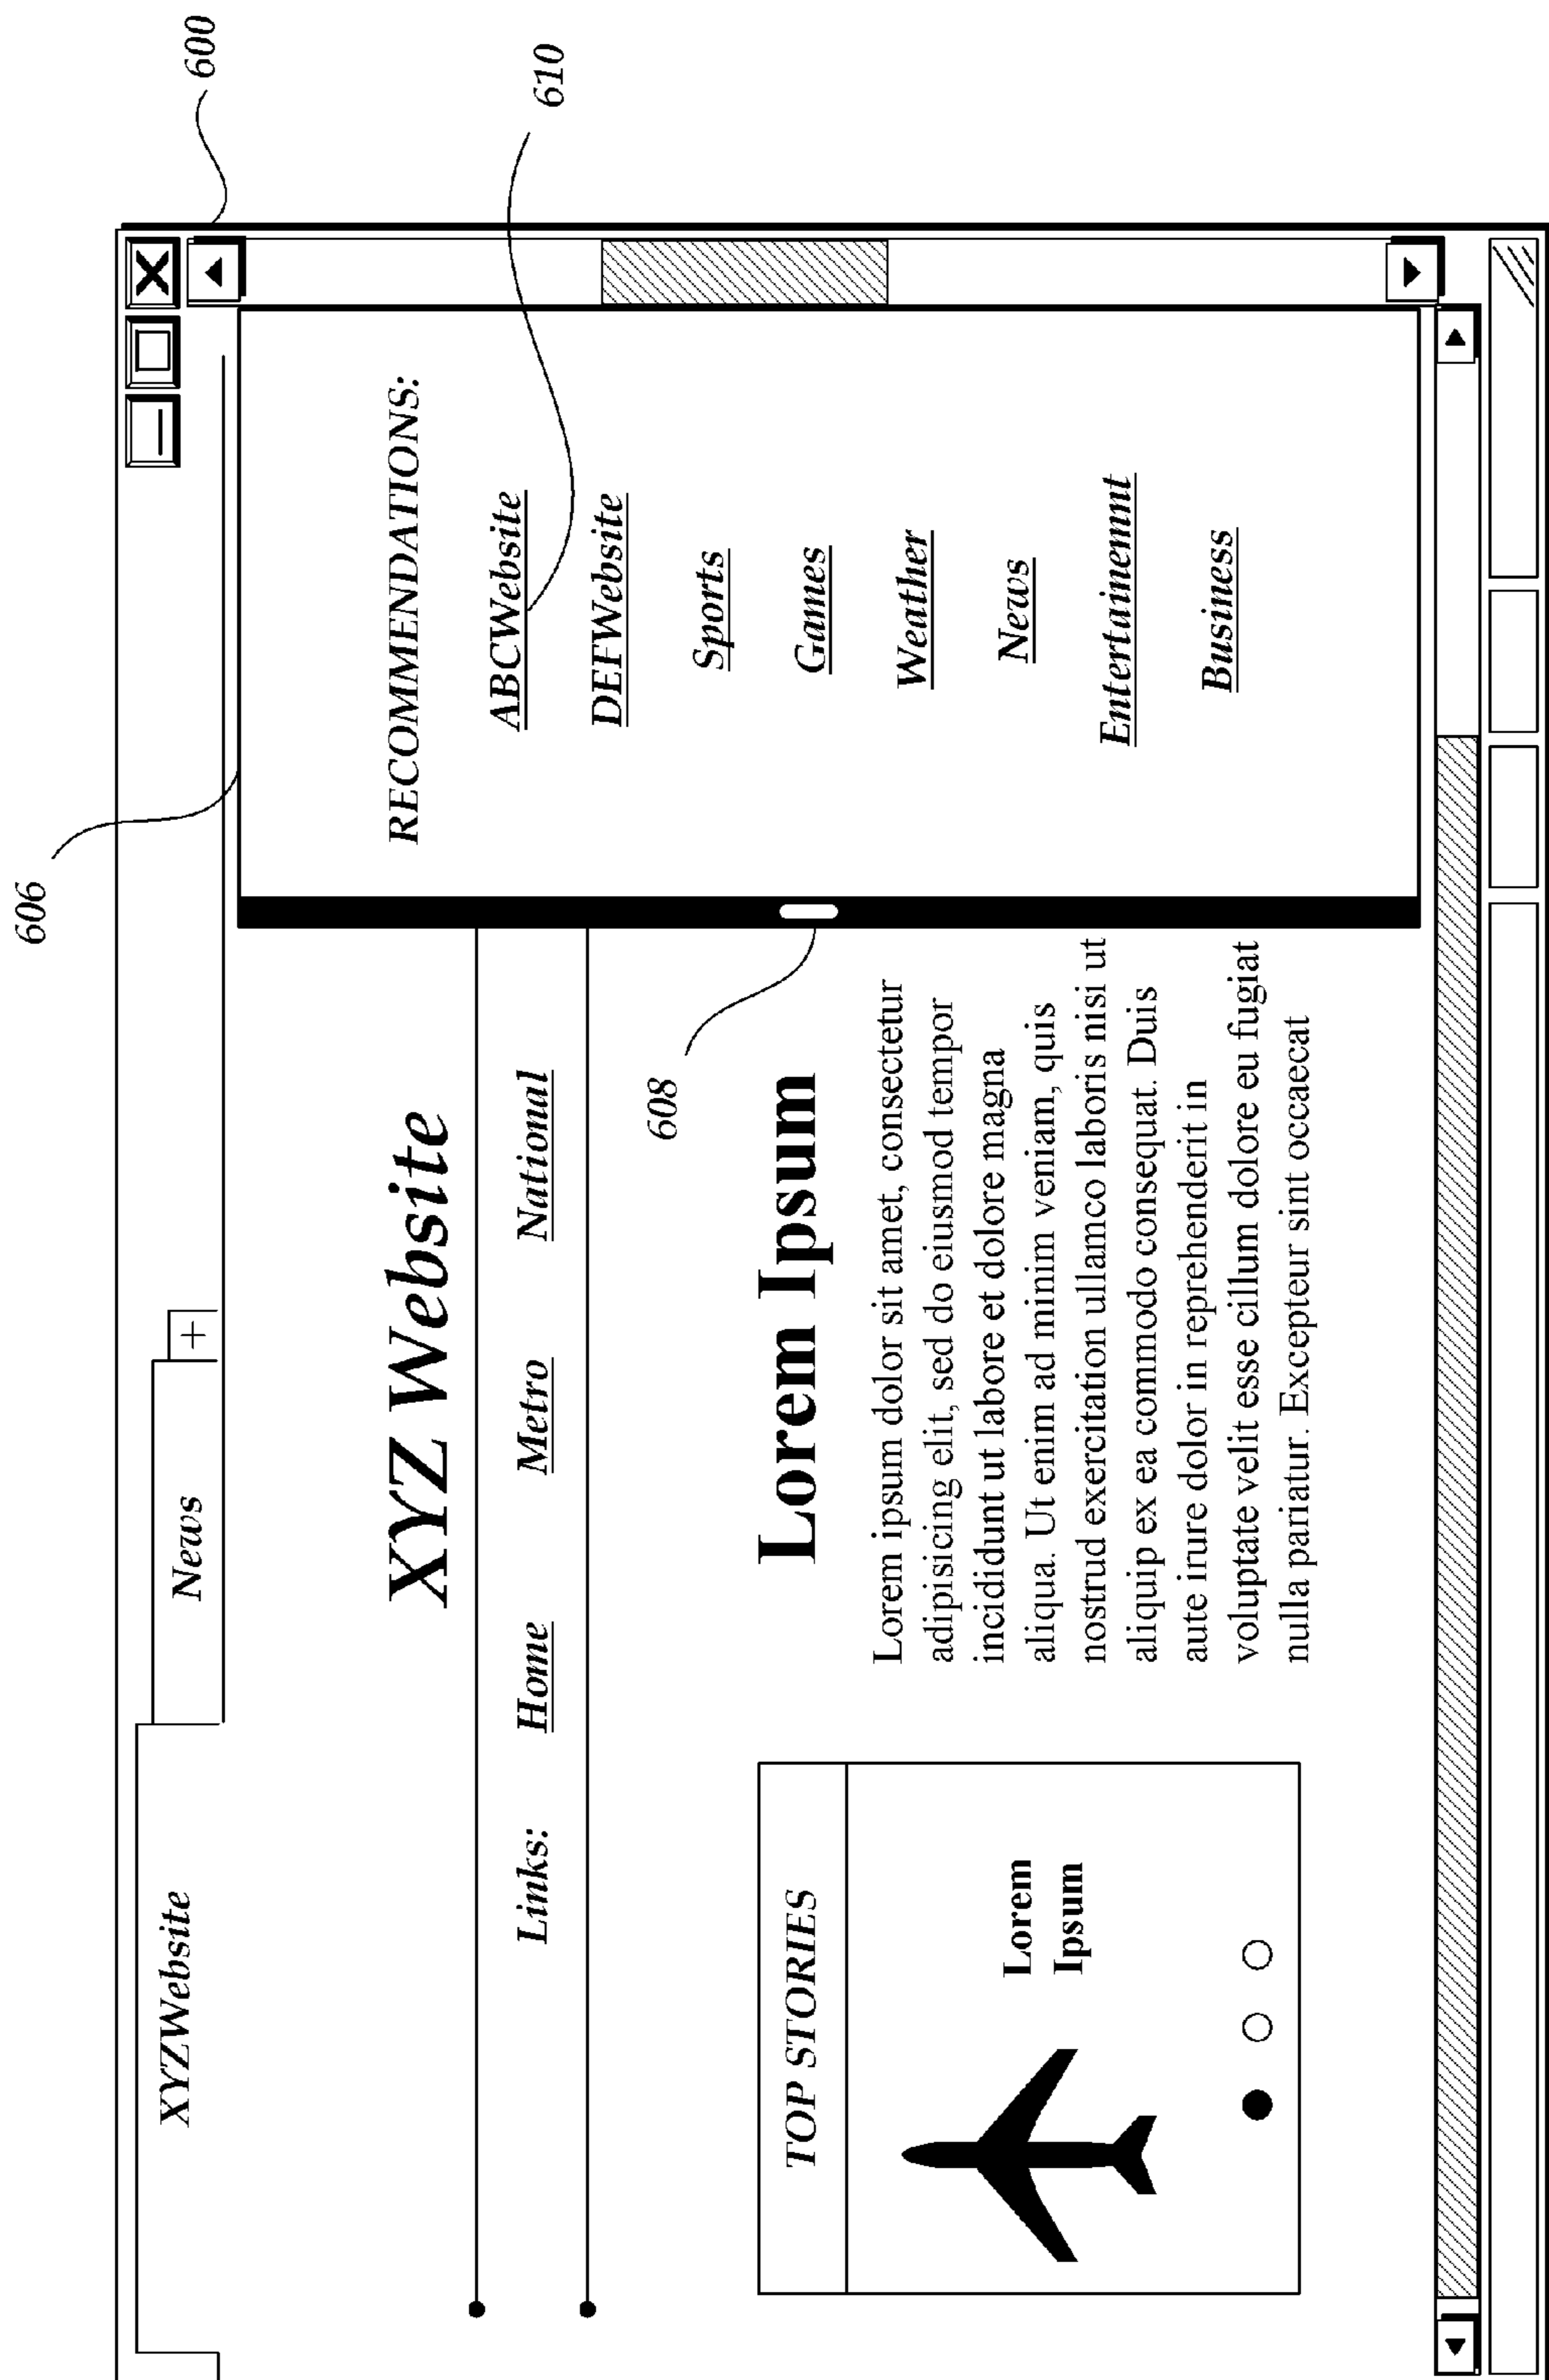 600
606
XYZWebsite
News
+
XYZ Website
Links:
Home
Metro
National
608
TOP STORIES
Lorem
Ipsum
Lorem Ipsum
Lorem ipsum dolor sit amet, consectetur
adipisicing elit, sed do eiusmod tempor
incididunt ut labore et dolore magna
aliqua. Ut enim ad minim veniam, quis
nostrud exercitation ullamco laboris nisi ut
aliquip ex ea commodo consequat. Duis
aute irure dolor in reprehenderit in
voluptate velit esse cillum dolore eu fugiat
nulla pariatur. Excepteur sint occaecat
RECOMMENDATIONS:
610
ABCWebsite
DEFWebsite
Sports
Games
Weather
News
Entertainemnt
Business